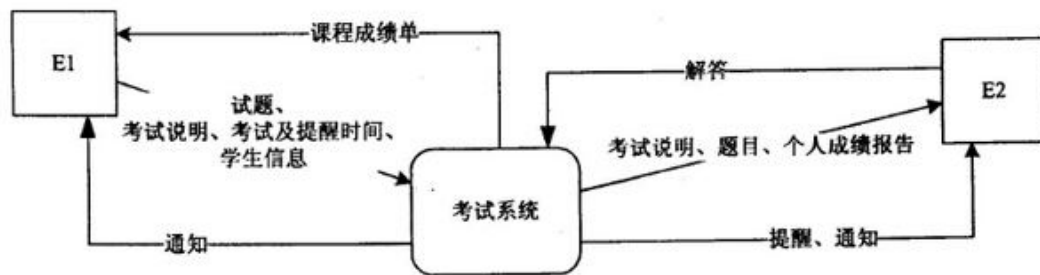 课程成绩单
E1
解答
E2
试题、
考试说明、考试及提醒时间、
学生信息
考试说明、题目、个人成绩报告
考试系统
通知
提醒、通知